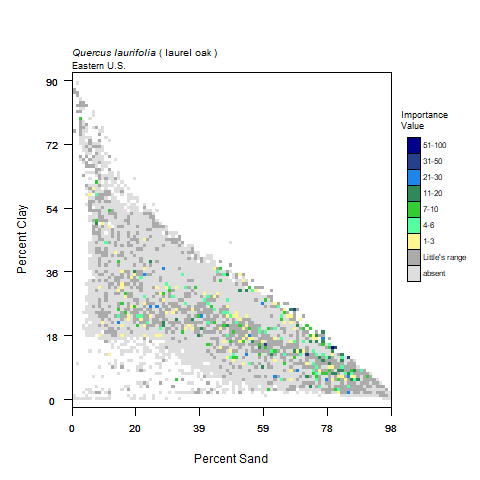 Quercus laurifolia ( laurel oak )
Eastern U.S.
90
72
54
36
18
0
Percent Clay
0
20
39
59
78
98
Percent Sand
Importance
Value
51-100
31-50
21-30
11-20
7-10
4-6
1-3
Little's range
absent